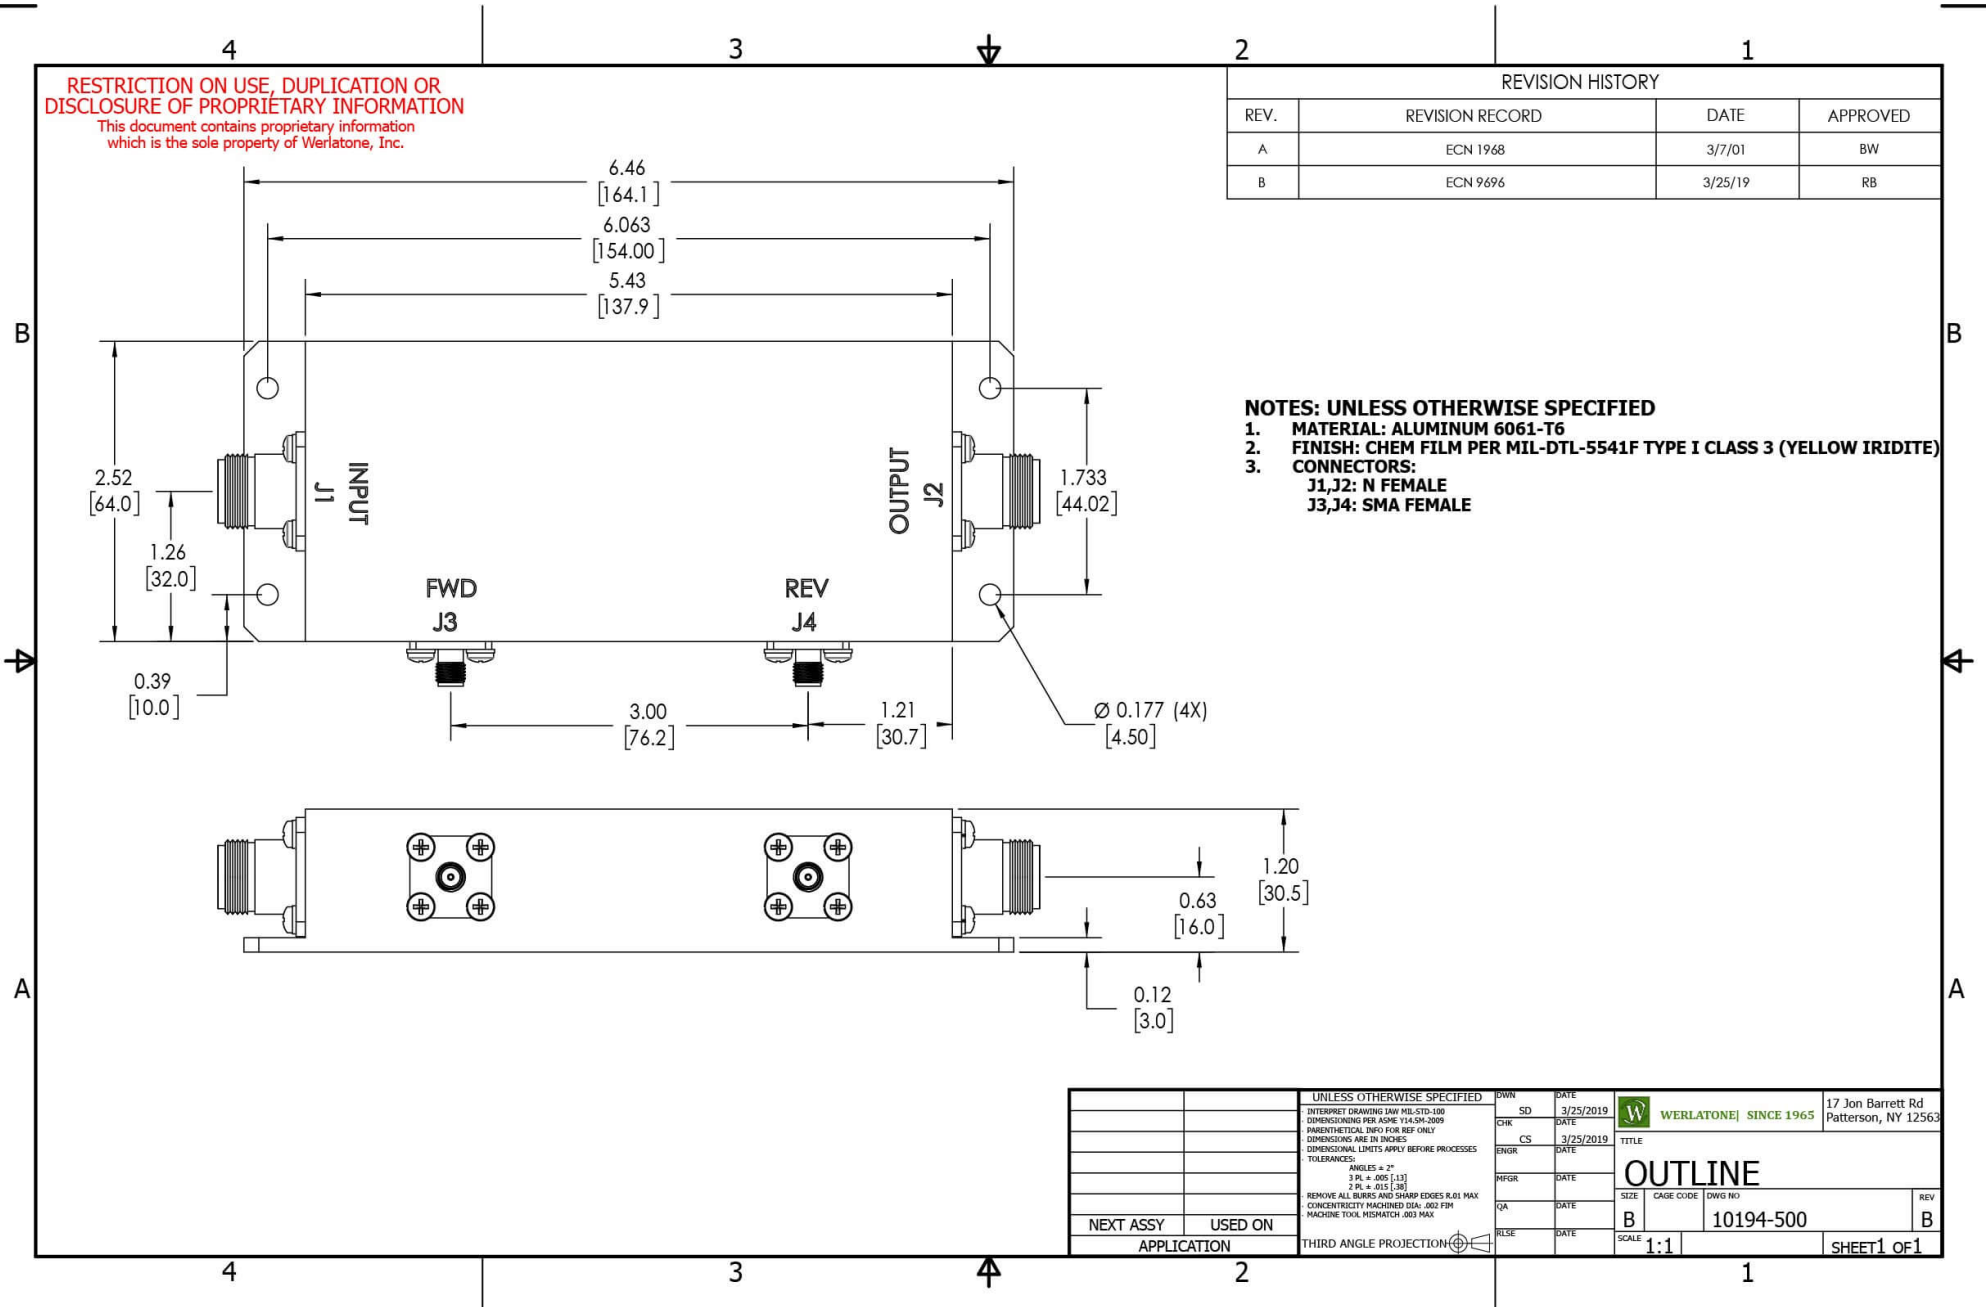 4 3 2 1
RESTRICTION ON USE, DUPLICATION OR
DISCLOSURE OF PROPRIETARY INFORMATION
This document contains proprietary information
which is the sole property of Werlatone, Inc.
REVISION HISTORY
REV. REVISION RECORD DATE APPROVED
A ECN 1968 3/7/01 BW
B ECN 9696 3/25/19 RB
6.46
[164.1]
6.063
[154.00]
5.43
[137.9]
B B
NOTES: UNLESS OTHERWISE SPECIFIED
1. MATERIAL: ALUMINUM 6061-T6
2. FINISH: CHEM FILM PER MIL-DTL-5541F TYPE I CLASS 3 (YELLOW IRIDITE)
3. CONNECTORS:
J1,J2: N FEMALE
J3,J4: SMA FEMALE
2.52
[64.0]
1.26
[32.0]
INPUT
J1
OUTPUT
J2
1.733
[44.02]
FWD
J3
REV
J4
0.39
[10.0]
3.00
[76.2]
1.21
[30.7]
Ø 0.177 (4X)
[4.50]
1.20
[30.5]
0.63
[16.0]
0.12
[3.0]
A A
NEXT ASSY USED ON
APPLICATION
UNLESS OTHERWISE SPECIFIED
- INTERPRET DRAWING IAW MIL-STD-100
- DIMENSIONING PER ASME Y14.5M-2009
- PARENTHETICAL INFO FOR REF ONLY
- DIMENSIONS ARE IN INCHES
- DIMENSIONAL LIMITS APPLY BEFORE PROCESSES
- TOLERANCES:
ANGLES ± 2°
3 PL ± .005 [.13]
2 PL ± .015 [.38]
- REMOVE ALL BURRS AND SHARP EDGES R.01 MAX
- CONCENTRICITY MACHINED DIA: .002 FIM
- MACHINE TOOL MISMATCH .003 MAX
THIRD ANGLE PROJECTION
DWN SD DATE 3/25/2019
CHK CS DATE 3/25/2019
ENGR DATE
MFGR DATE
QA DATE
RLSE DATE
W WERLATONE| SINCE 1965
17 Jon Barrett Rd
Patterson, NY 12563
TITLE
OUTLINE
SIZE CAGE CODE DWG NO REV
B 10194-500 B
SCALE 1:1 SHEET1 OF1
4 3 2 1